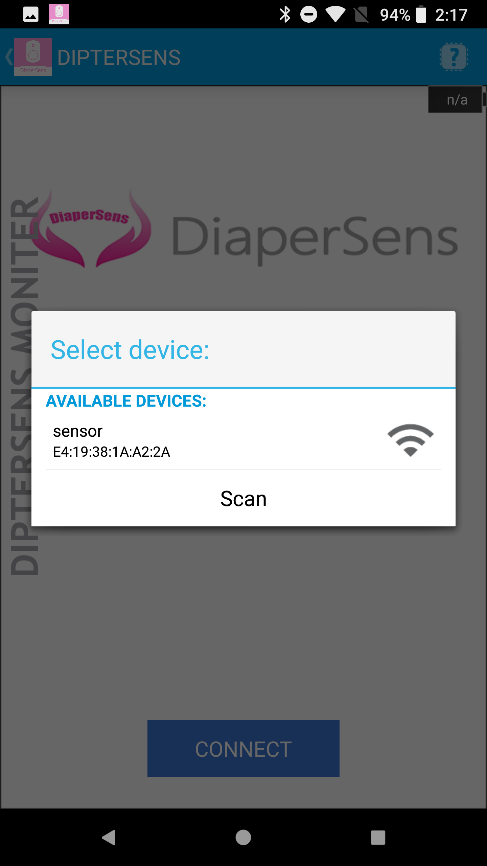 94% 2:17
DIPTERSENS
n/a
DiaperSens
DiaperSens
DIPTERSENS MONITER
Select device:
AVAILABLE DEVICES:
sensor
E4:19:38:1A:A2:2A
Scan
CONNECT